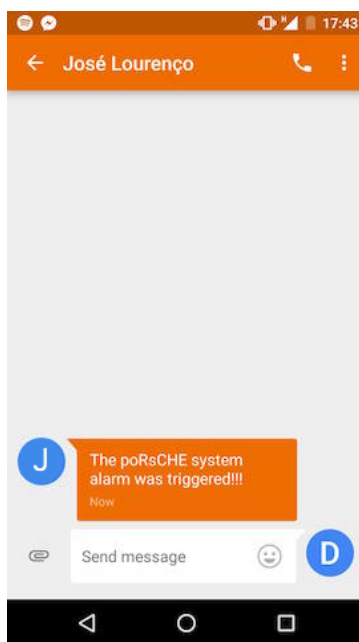 17:43
José Lourenço
J
The poRsCHE system
alarm was triggered!!!
Now
Send message
D